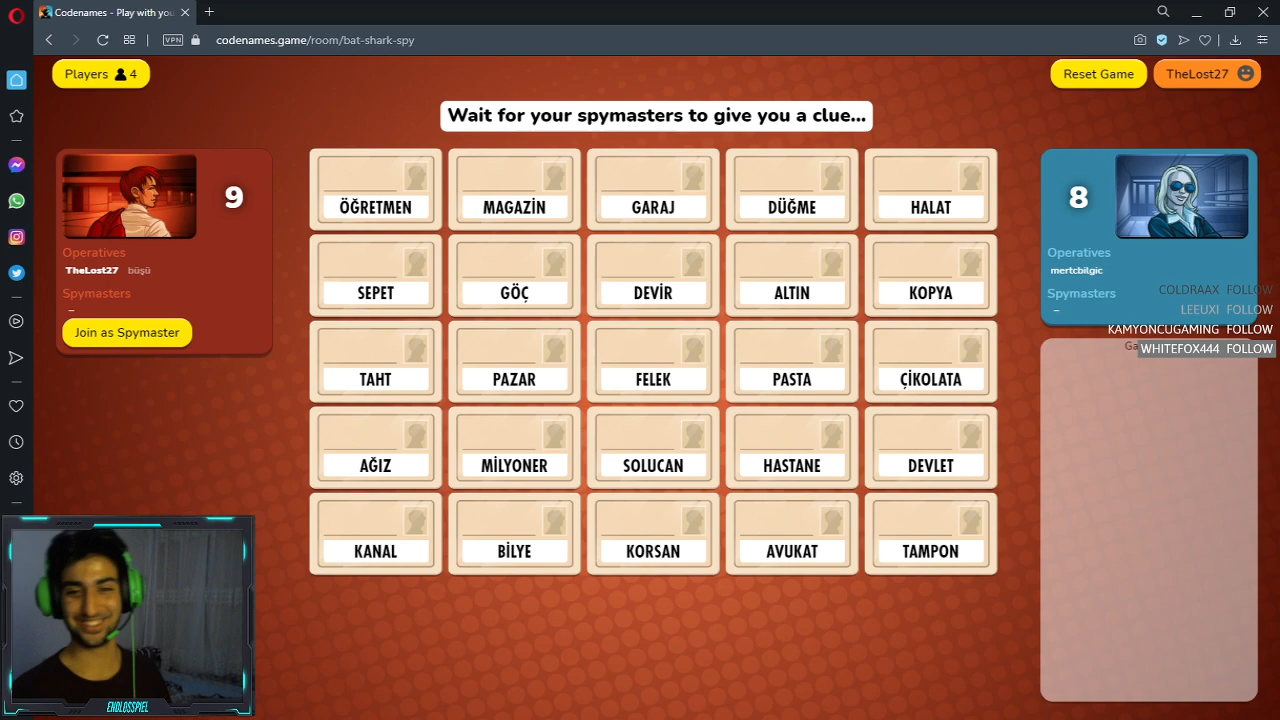 Codenames - Play with you
VPN
codenames.game/room/bat-shark-spy
Players 4
Reset Game
TheLost27
Wait for your spymasters to give you a clue...
9
Operatives
TheLost27 büşü
Spymasters
–
Join as Spymaster
ÖĞRETMEN
MAGAZİN
GARAJ
DÜĞME
HALAT
SEPET
GÖÇ
DEVİR
ALTIN
KOPYA
TAHT
PAZAR
FELEK
PASTA
ÇİKOLATA
AĞIZ
MİLYONER
SOLUCAN
HASTANE
DEVLET
KANAL
BİLYE
KORSAN
AVUKAT
TAMPON
8
Operatives
mertcbilgic
Spymasters
–
COLDRAAX FOLLOW
LEEUXI FOLLOW
KAMYONCUGAMING FOLLOW
WHITEFOX444 FOLLOW
ENDLOSSPIEL